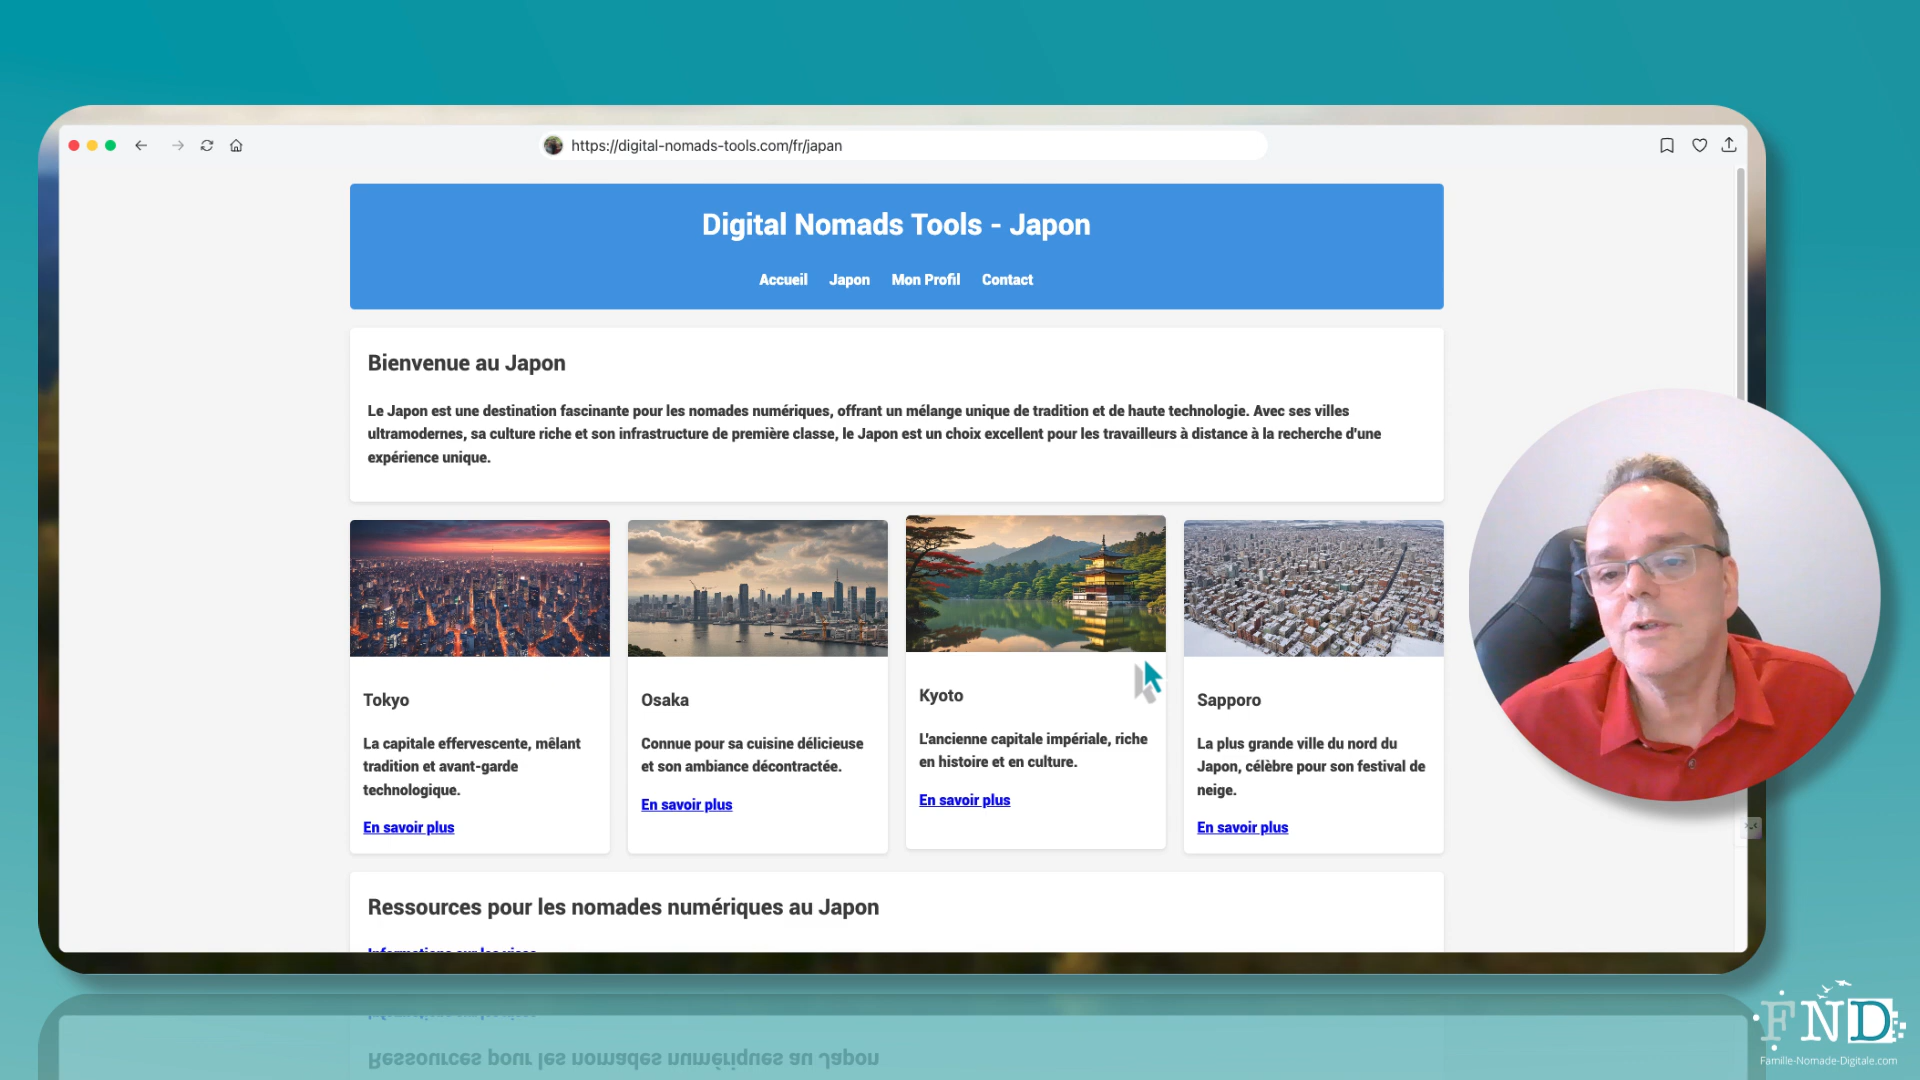 https://digital-nomads-tools.com/fr/japan
Digital Nomads Tools - Japon
Accueil Japon Mon Profil Contact
Bienvenue au Japon
Le Japon est une destination fascinante pour les nomades numériques, offrant un mélange unique de tradition et de haute technologie. Avec ses villes
ultramodernes, sa culture riche et son infrastructure de première classe, le Japon est un choix excellent pour les travailleurs à distance à la recherche d'une
expérience unique.
Tokyo
La capitale effervescente, mêlant
tradition et avant-garde
technologique.
En savoir plus
Osaka
Connue pour sa cuisine délicieuse
et son ambiance décontractée.
En savoir plus
Kyoto
L'ancienne capitale impériale, riche
en histoire et en culture.
En savoir plus
Sapporo
La plus grande ville du nord du
Japon, célèbre pour son festival de
neige.
En savoir plus
Ressources pour les nomades numériques au Japon
Informations sur les visas
FND
Famille-Nomade-Digitale.com